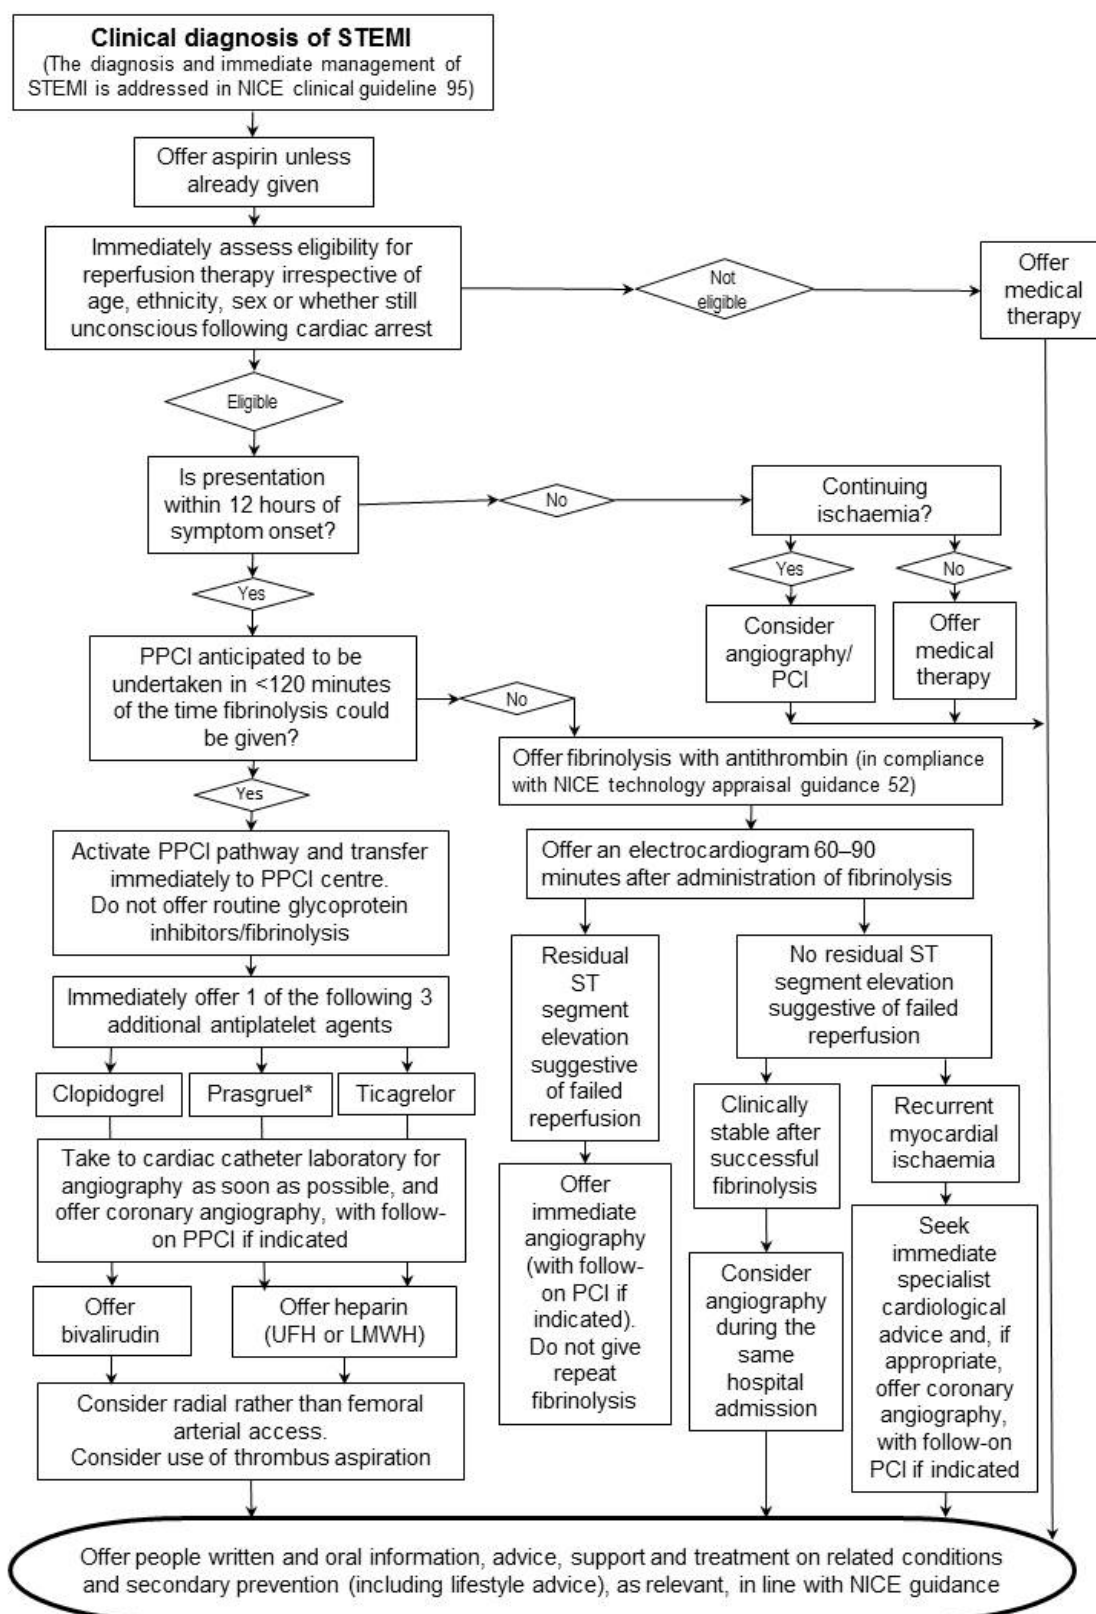 Clinical diagnosis of STEMI
(The diagnosis and immediate management of
STEMI is addressed in NICE clinical guideline 95)
Offer aspirin unless
already given
Immediately assess eligibility for
reperfusion therapy irrespective of
age, ethnicity, sex or whether still
unconscious following cardiac arrest
Not
eligible
Offer
medical
therapy
Eligible
Is presentation
within 12 hours of
symptom onset?
No
Continuing
ischaemia?
Yes
No
Consider
angiography/
PCI
Offer
medical
therapy
Yes
PPCI anticipated to be
undertaken in <120 minutes
of the time fibrinolysis could
be given?
No
Offer fibrinolysis with antithrombin (in compliance
with NICE technology appraisal guidance 52)
Yes
Activate PPCI pathway and transfer
immediately to PPCI centre.
Do not offer routine glycoprotein
inhibitors/fibrinolysis
Immediately offer 1 of the following 3
additional antiplatelet agents
Clopidogrel
Prasgruel*
Ticagrelor
Take to cardiac catheter laboratory for
angiography as soon as possible, and
offer coronary angiography, with follow-
on PPCI if indicated
Offer
bivalirudin
Offer heparin
(UFH or LMWH)
Consider radial rather than femoral
arterial access.
Consider use of thrombus aspiration
Offer an electrocardiogram 60–90
minutes after administration of fibrinolysis
Residual
ST
segment
elevation
suggestive
of failed
reperfusion
Offer
immediate
angiography
(with follow-
on PCI if
indicated).
Do not give
repeat
fibrinolysis
No residual ST
segment elevation
suggestive of failed
reperfusion
Clinically
stable after
successful
fibrinolysis
Consider
angiography
during the
same
hospital
admission
Recurrent
myocardial
ischaemia
Seek
immediate
specialist
cardiological
advice and, if
appropriate,
offer coronary
angiography,
with follow-on
PCI if indicated
Offer people written and oral information, advice, support and treatment on related conditions
and secondary prevention (including lifestyle advice), as relevant, in line with NICE guidance